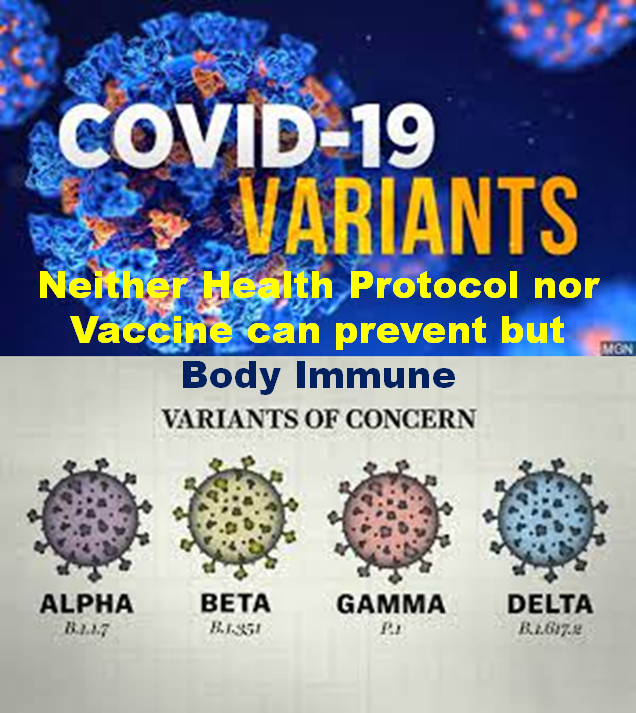 COVID-19
VARIANTS
Neither Health Protocol nor
Vaccine can prevent but
MGN
Body Immune
VARIANTS OF CONCERN
ALPHA BETA GAMMA DELTA
B.1.1.7 B.1.351 P.1 B.1.617.2